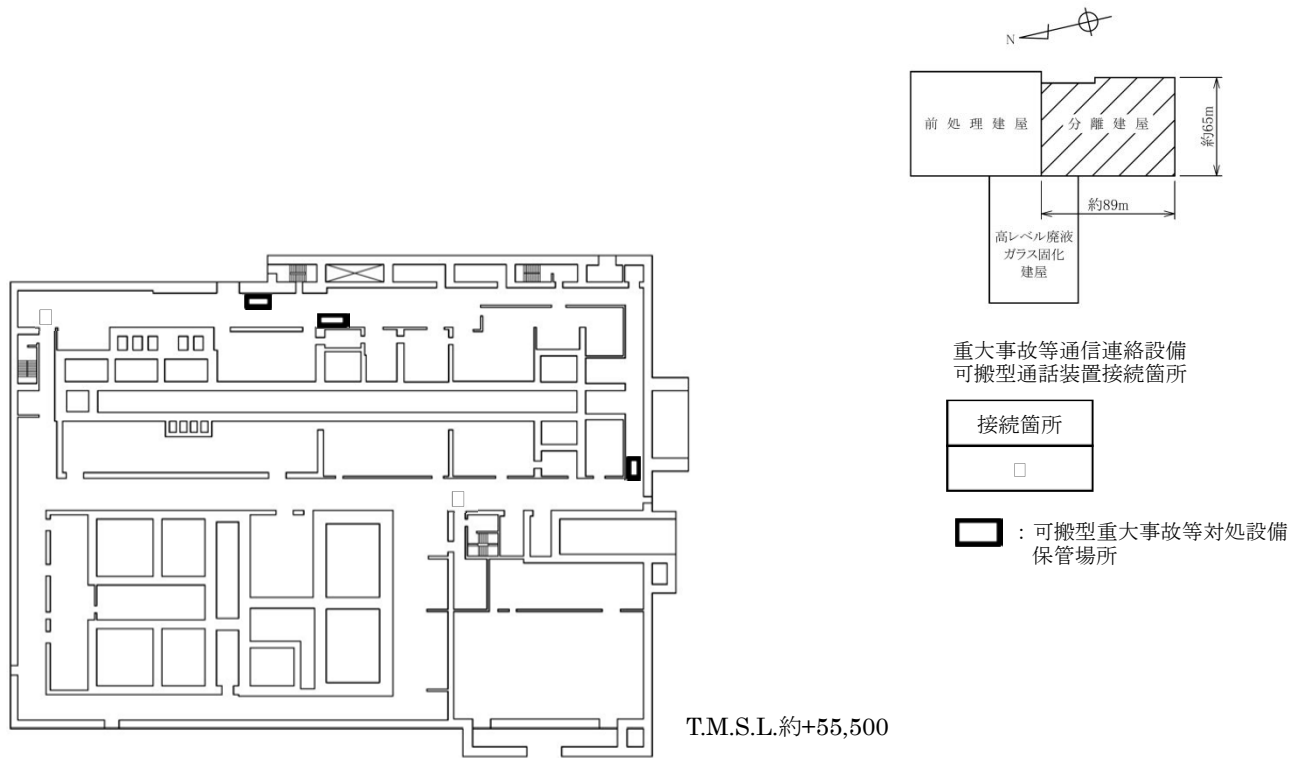 N
前処理建屋
分離建屋
約65m
約89m
高レベル廃液
ガラス固化
建屋
重大事故等通信連絡設備
可搬型通話装置接続箇所
接続箇所
：可搬型重大事故等対処設備
保管場所
T.M.S.L.約+55,500